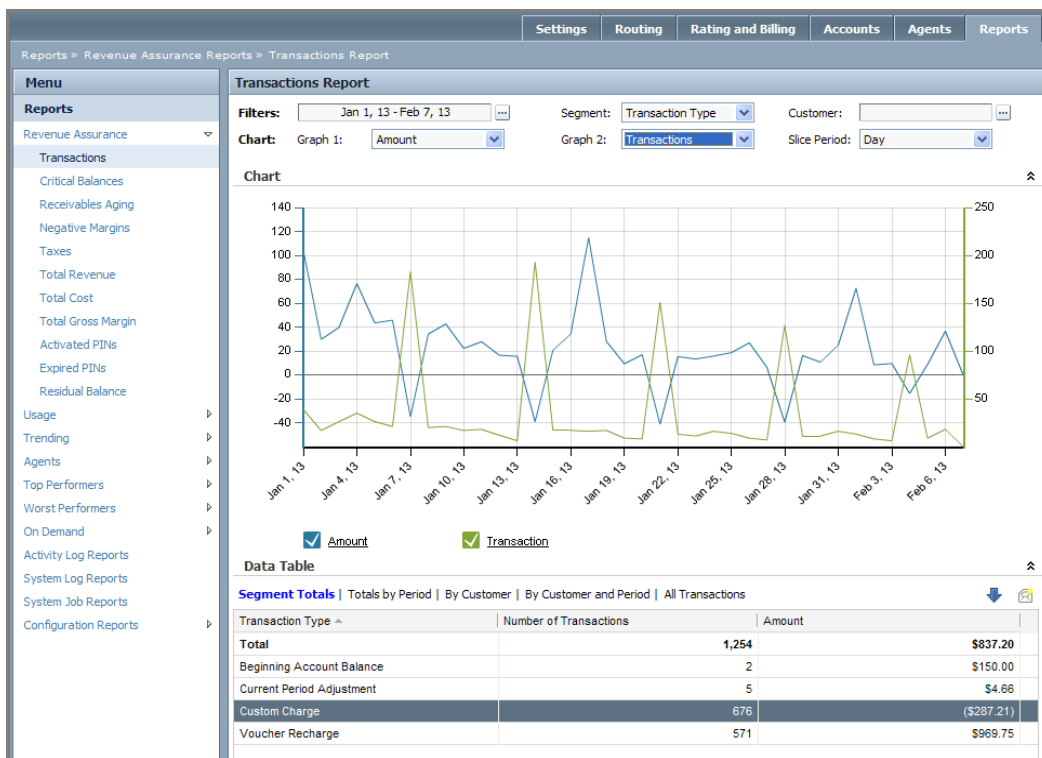 Settings Routing Rating and Billing Accounts Agents Reports
Reports » Revenue Assurance Reports » Transactions Report
Menu
Reports
Revenue Assurance
Transactions
Critical Balances
Receivables Aging
Negative Margins
Taxes
Total Revenue
Total Cost
Total Gross Margin
Activated PINs
Expired PINs
Residual Balance
Usage
Trending
Agents
Top Performers
Worst Performers
On Demand
Activity Log Reports
System Log Reports
System Job Reports
Configuration Reports
Transactions Report
Filters: Jan 1, 13 - Feb 7, 13 ... Segment: Transaction Type Customer: ...
Chart: Graph 1: Amount Graph 2: Transactions Slice Period: Day
Chart
140
120
100
80
60
40
20
0
-20
-40
250
200
150
100
50
Jan 1, 13 Jan 4, 13 Jan 7, 13 Jan 10, 13 Jan 13, 13 Jan 16, 13 Jan 19, 13 Jan 22, 13 Jan 25, 13 Jan 28, 13 Jan 31, 13 Feb 3, 13 Feb 6, 13
Amount Transaction
Data Table
Segment Totals | Totals by Period | By Customer | By Customer and Period | All Transactions
Transaction Type Number of Transactions Amount
Total 1,254 $837.20
Beginning Account Balance 2 $150.00
Current Period Adjustment 5 $4.66
Custom Charge 676 ($287.21)
Voucher Recharge 571 $969.75